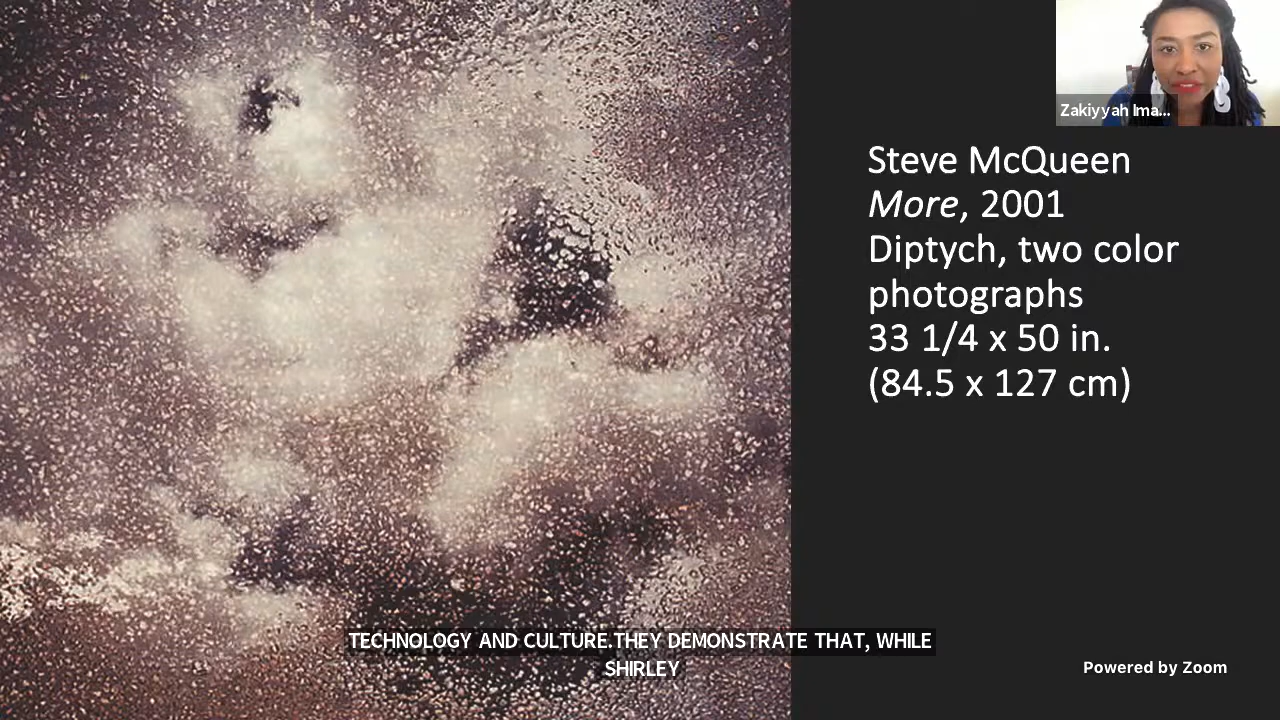 Zakiyyah Ima...
Steve McQueen
More, 2001
Diptych, two color
photographs
33 1/4 x 50 in.
(84.5 x 127 cm)
TECHNOLOGY AND CULTURE.THEY DEMONSTRATE THAT, WHILE
SHIRLEY
Powered by Zoom